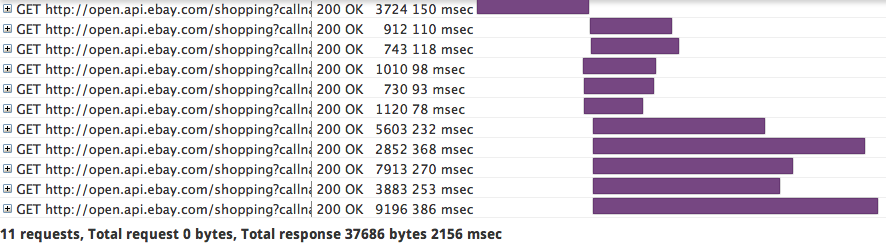 GET http://open.api.ebay.com/shopping?callna 200 OK 3724 150 msec
GET http://open.api.ebay.com/shopping?callna 200 OK 912 110 msec
GET http://open.api.ebay.com/shopping?callna 200 OK 743 118 msec
GET http://open.api.ebay.com/shopping?callna 200 OK 1010 98 msec
GET http://open.api.ebay.com/shopping?callna 200 OK 730 93 msec
GET http://open.api.ebay.com/shopping?callna 200 OK 1120 78 msec
GET http://open.api.ebay.com/shopping?callna 200 OK 5603 232 msec
GET http://open.api.ebay.com/shopping?callna 200 OK 2852 368 msec
GET http://open.api.ebay.com/shopping?callna 200 OK 7913 270 msec
GET http://open.api.ebay.com/shopping?callna 200 OK 3883 253 msec
GET http://open.api.ebay.com/shopping?callna 200 OK 9196 386 msec
11 requests, Total request 0 bytes, Total response 37686 bytes 2156 msec